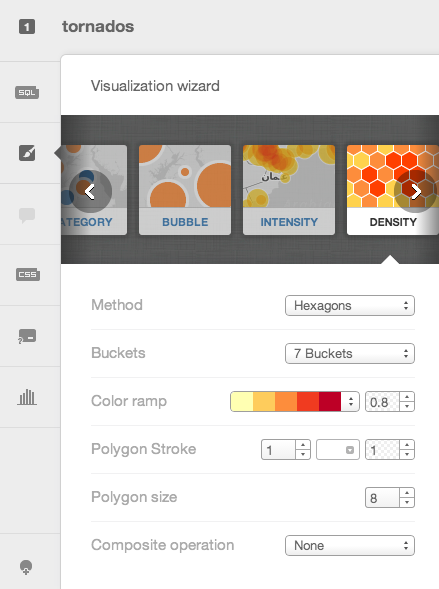 1 tornados
SQL
Visualization wizard
ATEGORY BUBBLE INTENSITY DENSITY
Method Hexagons
CSS
Buckets 7 Buckets
?
Color ramp 0.8
Polygon Stroke 1 1
Polygon size 8
Composite operation None